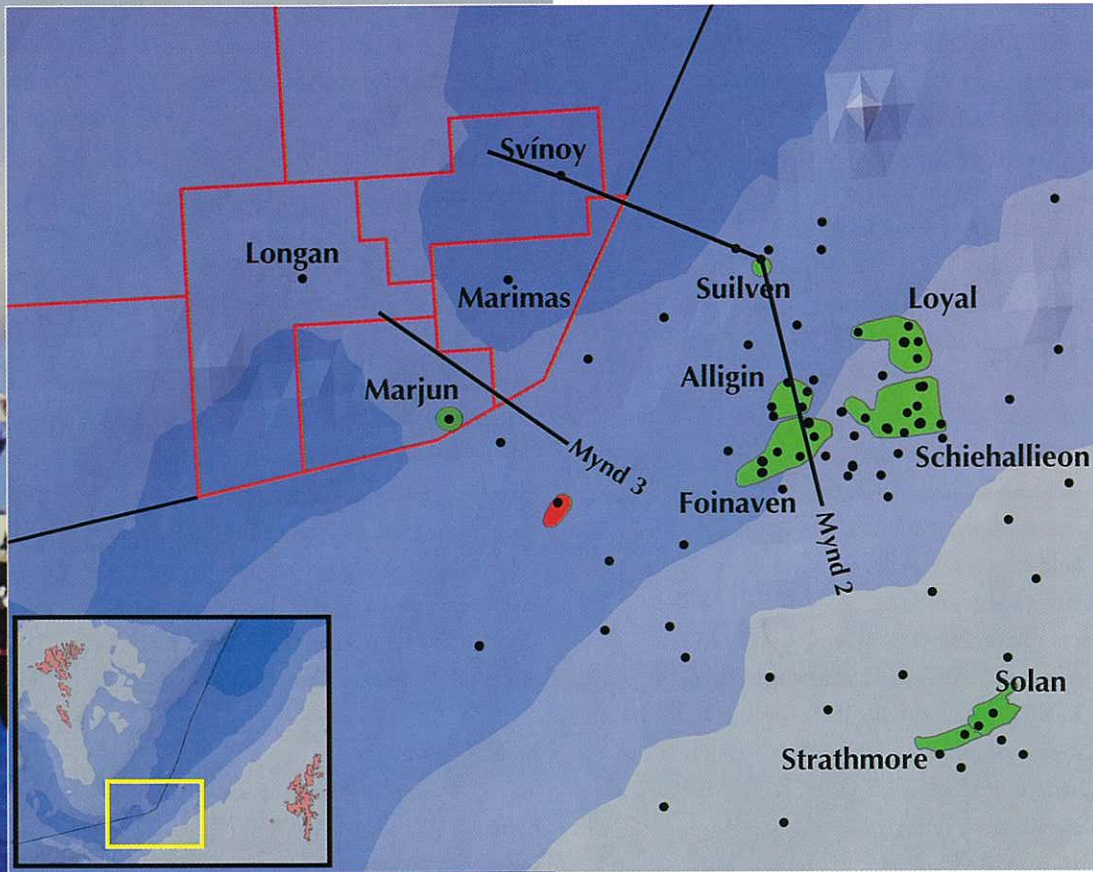 Svínoy
Longan
Marimas
Suilven
Loyal
Marjun
Alligin
Mynd 3
Schiehallieon
Foinaven
Mynd 2
Solan
Strathmore